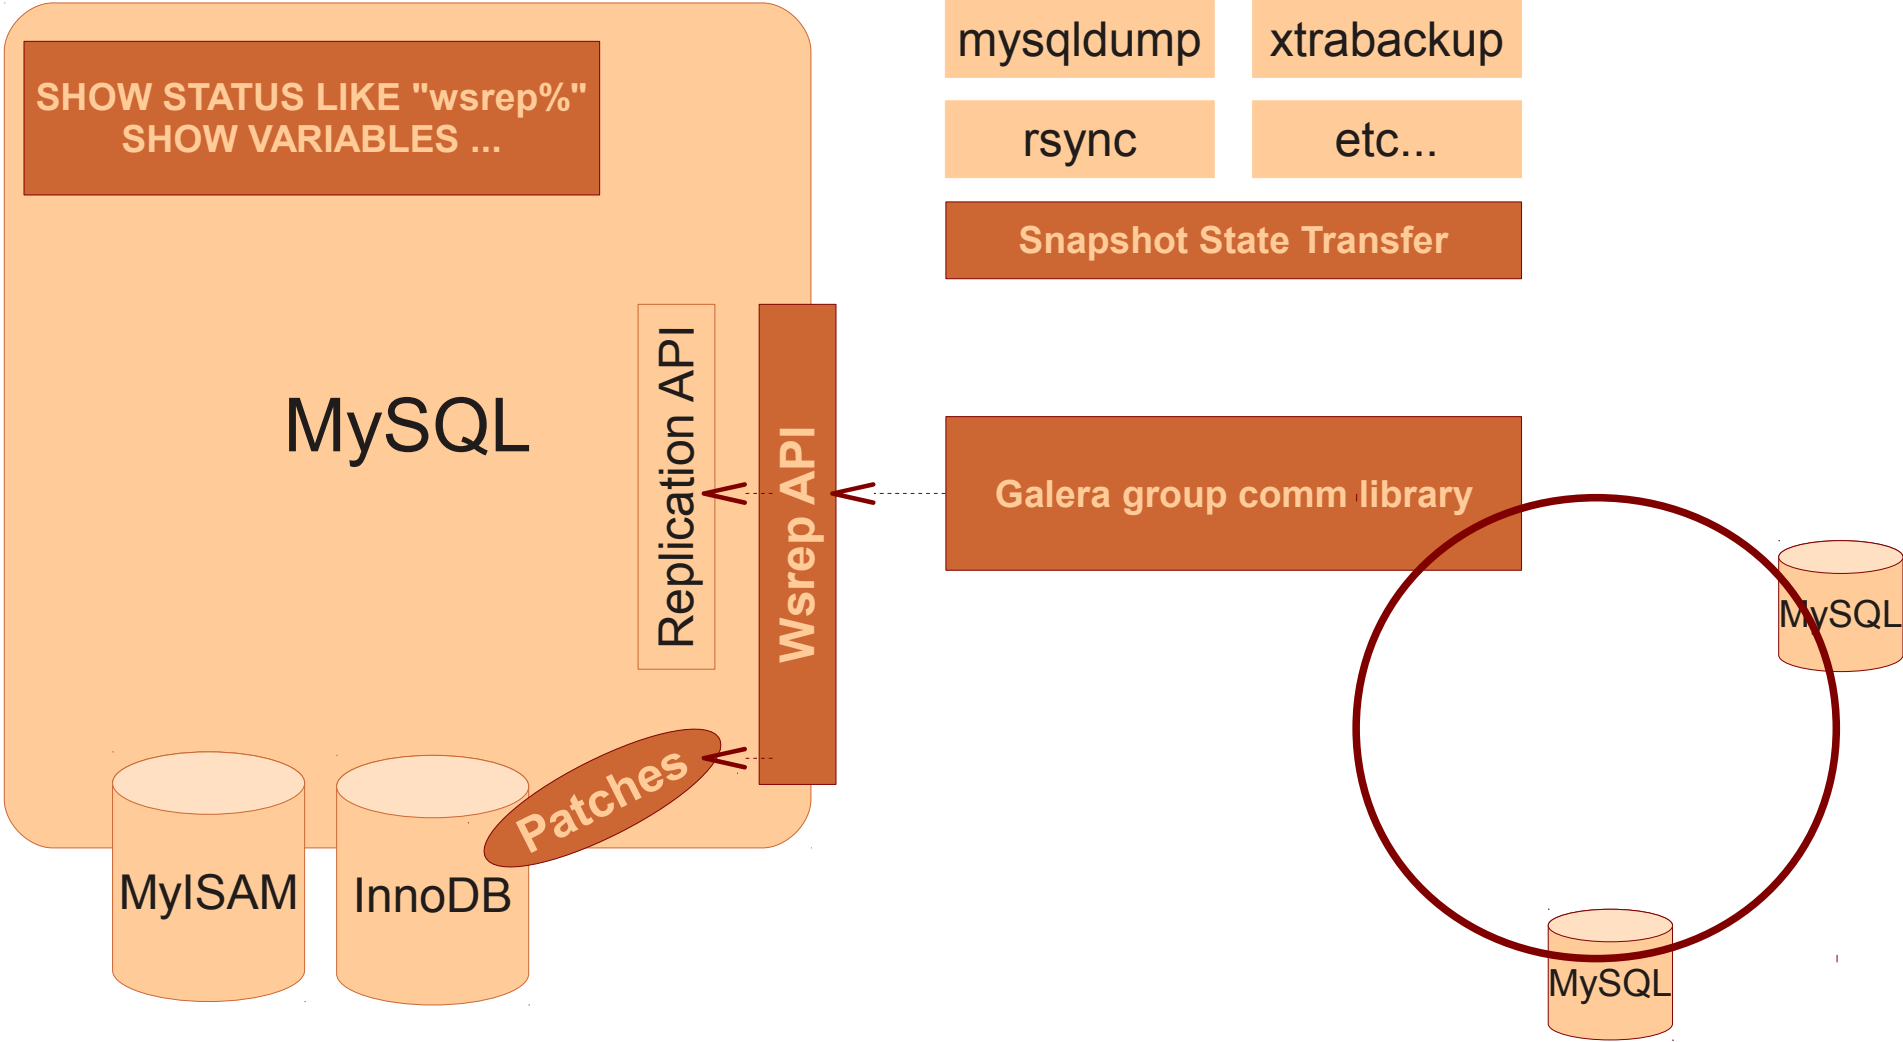 SHOW STATUS LIKE "wsrep%"
SHOW VARIABLES ...
mysqldump
xtrabackup
rsync
etc...
Snapshot State Transfer
MySQL
Replication API
Wsrep API
Galera group comm library
MySQL
Patches
MyISAM
InnoDB
MySQL